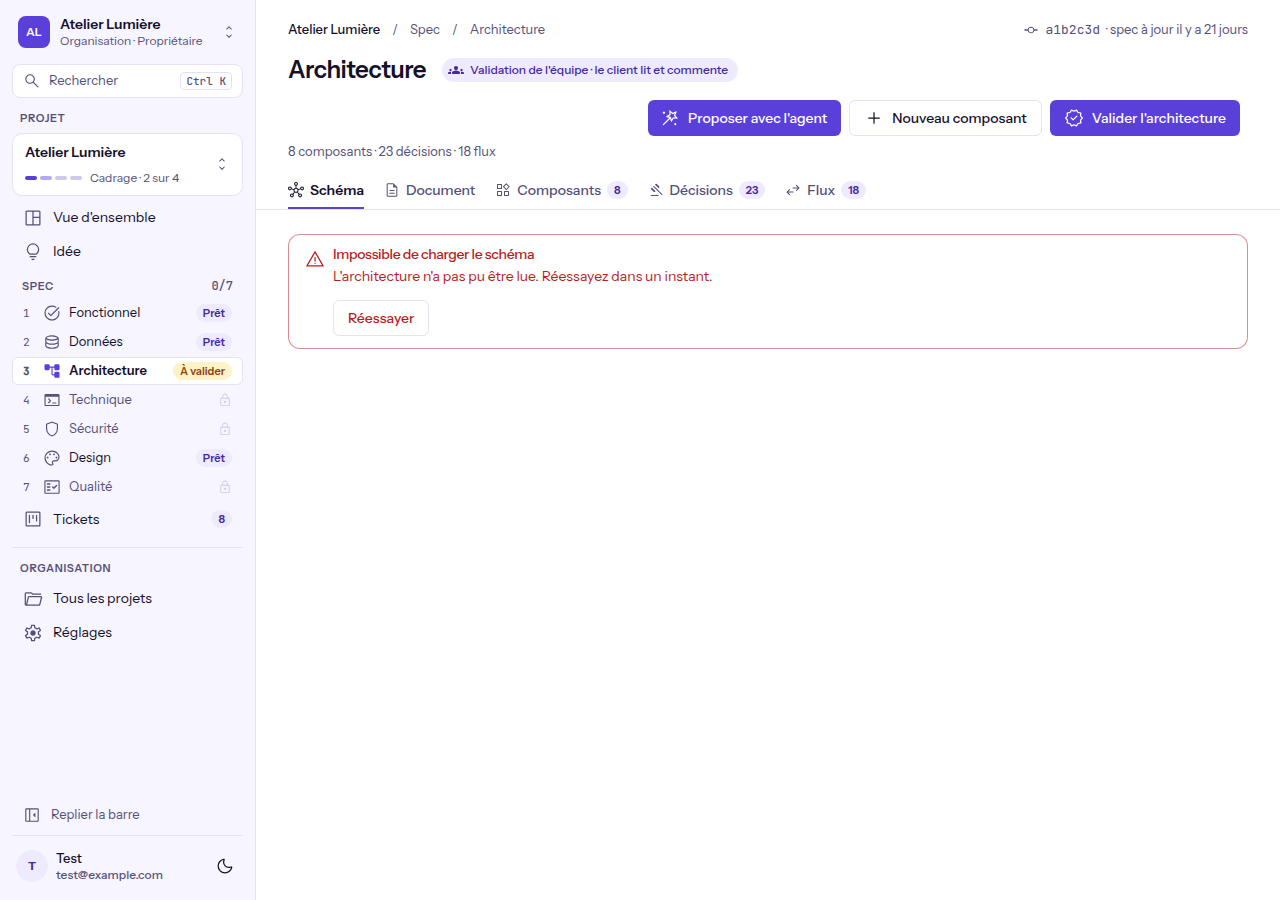 AL
Atelier Lumière
Organisation · Propriétaire
Rechercher
Ctrl K
PROJET
Atelier Lumière
Cadrage · 2 sur 4
Vue d'ensemble
Idée
SPEC 0/7
1 Fonctionnel Prêt
2 Données Prêt
3 Architecture À valider
4 Technique
5 Sécurité
6 Design Prêt
7 Qualité
Tickets 8
ORGANISATION
Tous les projets
Réglages
Replier la barre
T
Test
test@example.com
Atelier Lumière / Spec / Architecture
a1b2c3d · spec à jour il y a 21 jours
Architecture
Validation de l'équipe · le client lit et commente
Proposer avec l'agent
Nouveau composant
Valider l'architecture
8 composants · 23 décisions · 18 flux
Schéma
Document
Composants 8
Décisions 23
Flux 18
Impossible de charger le schéma
L'architecture n'a pas pu être lue. Réessayez dans un instant.
Réessayer